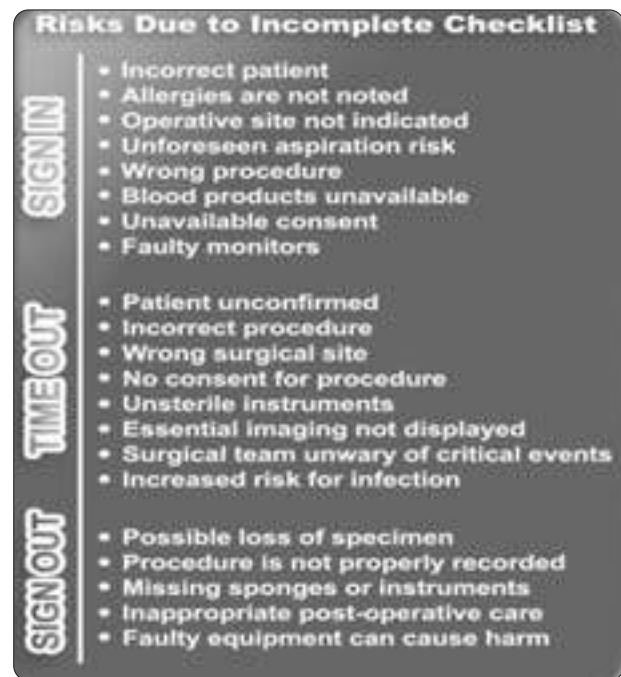 Risks Due to Incomplete Checklist
SIGN IN
• Incorrect patient
• Allergies are not noted
• Operative site not indicated
• Unforeseen aspiration risk
• Wrong procedure
• Blood products unavailable
• Unavailable consent
• Faulty monitors
TIME OUT
• Patient unconfirmed
• Incorrect procedure
• Wrong surgical site
• No consent for procedure
• Unsterile instruments
• Essential imaging not displayed
• Surgical team unwary of critical events
• Increased risk for infection
SIGN OUT
• Possible loss of specimen
• Procedure is not properly recorded
• Missing sponges or instruments
• Inappropriate post-operative care
• Faulty equipment can cause harm